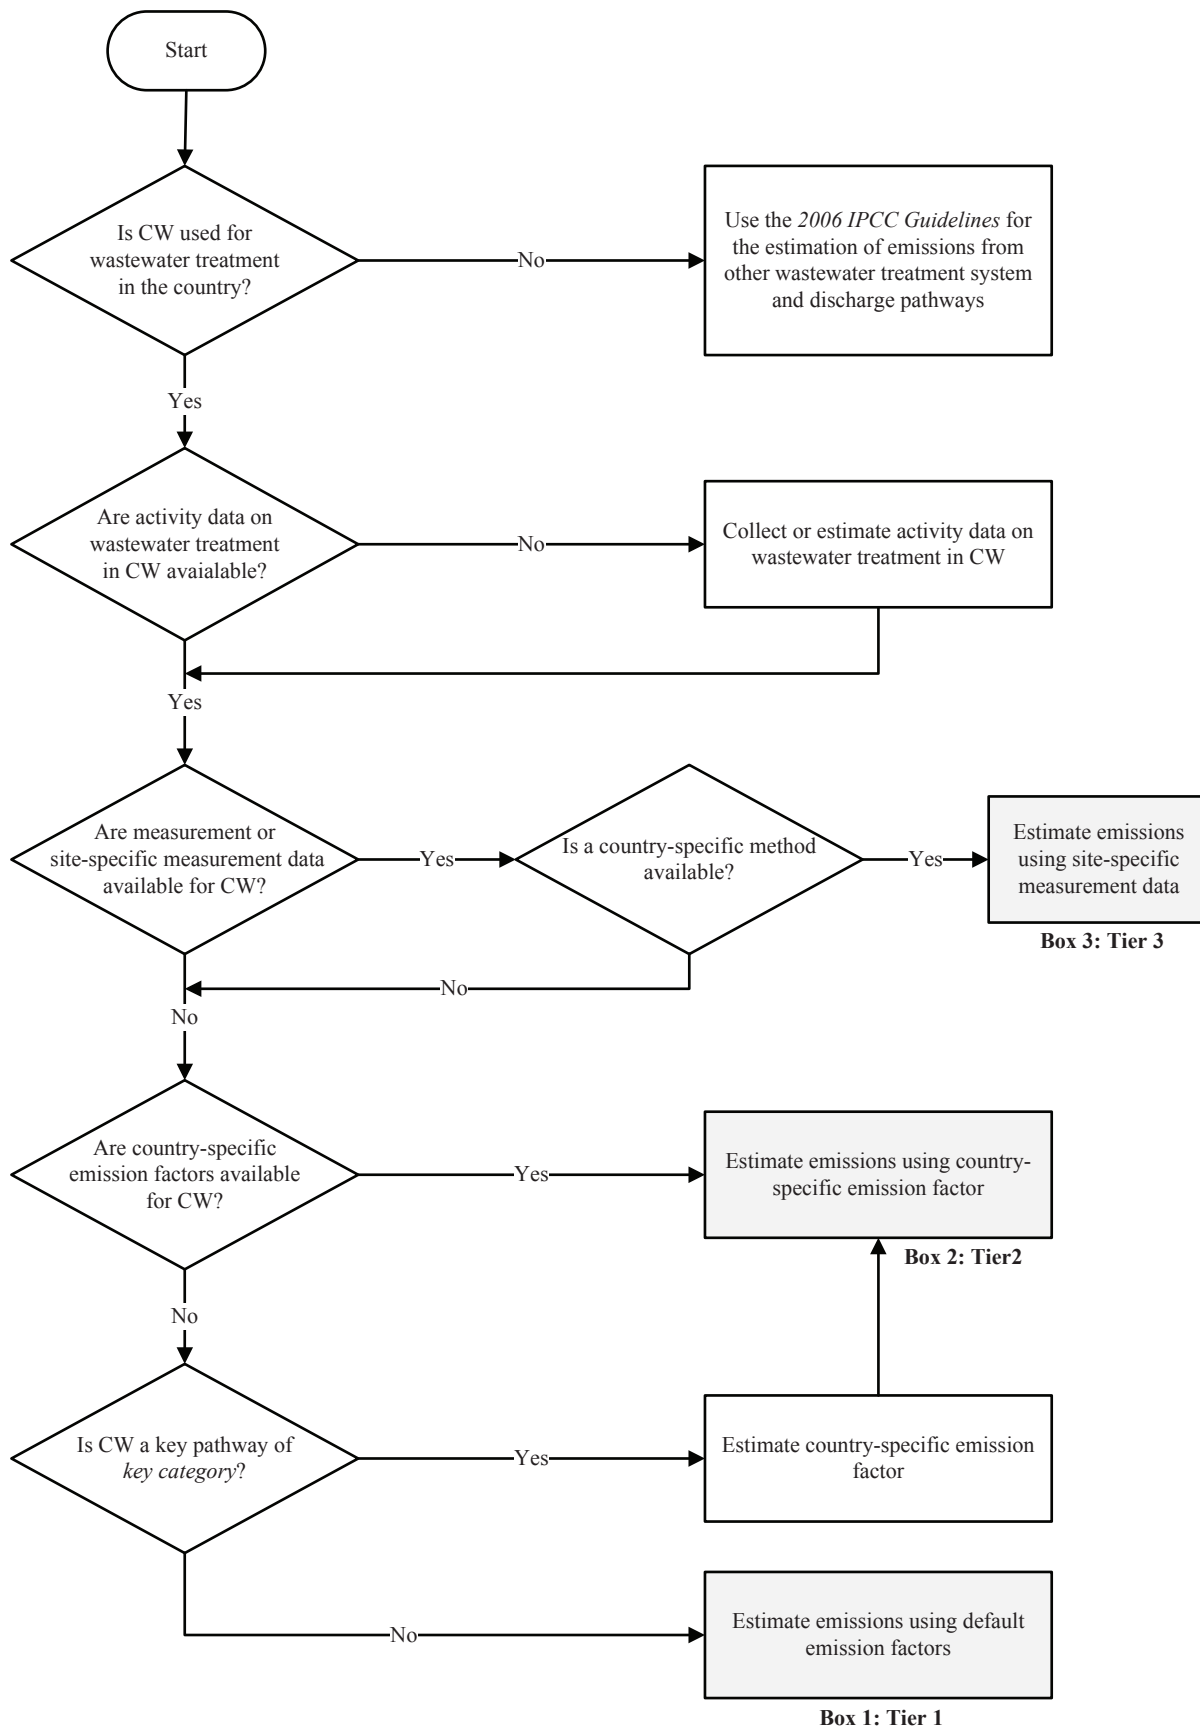 Start
Is CW used for
wastewater treatment
in the country?
No
Use the 2006 IPCC Guidelines for
the estimation of emissions from
other wastewater treatment system
and discharge pathways
Yes
Are activity data on
wastewater treatment
in CW avaialable?
No
Collect or estimate activity data on
wastewater treatment in CW
Yes
Are measurement or
site-specific measurement data
available for CW?
Yes
Is a country-specific method
available?
Yes
Estimate emissions
using site-specific
measurement data
Box 3: Tier 3
No
No
Are country-specific
emission factors available
for CW?
Yes
Estimate emissions using country-
specific emission factor
Box 2: Tier2
No
Is CW a key pathway of
key category?
Yes
Estimate country-specific emission
factor
No
Estimate emissions using default
emission factors
Box 1: Tier 1